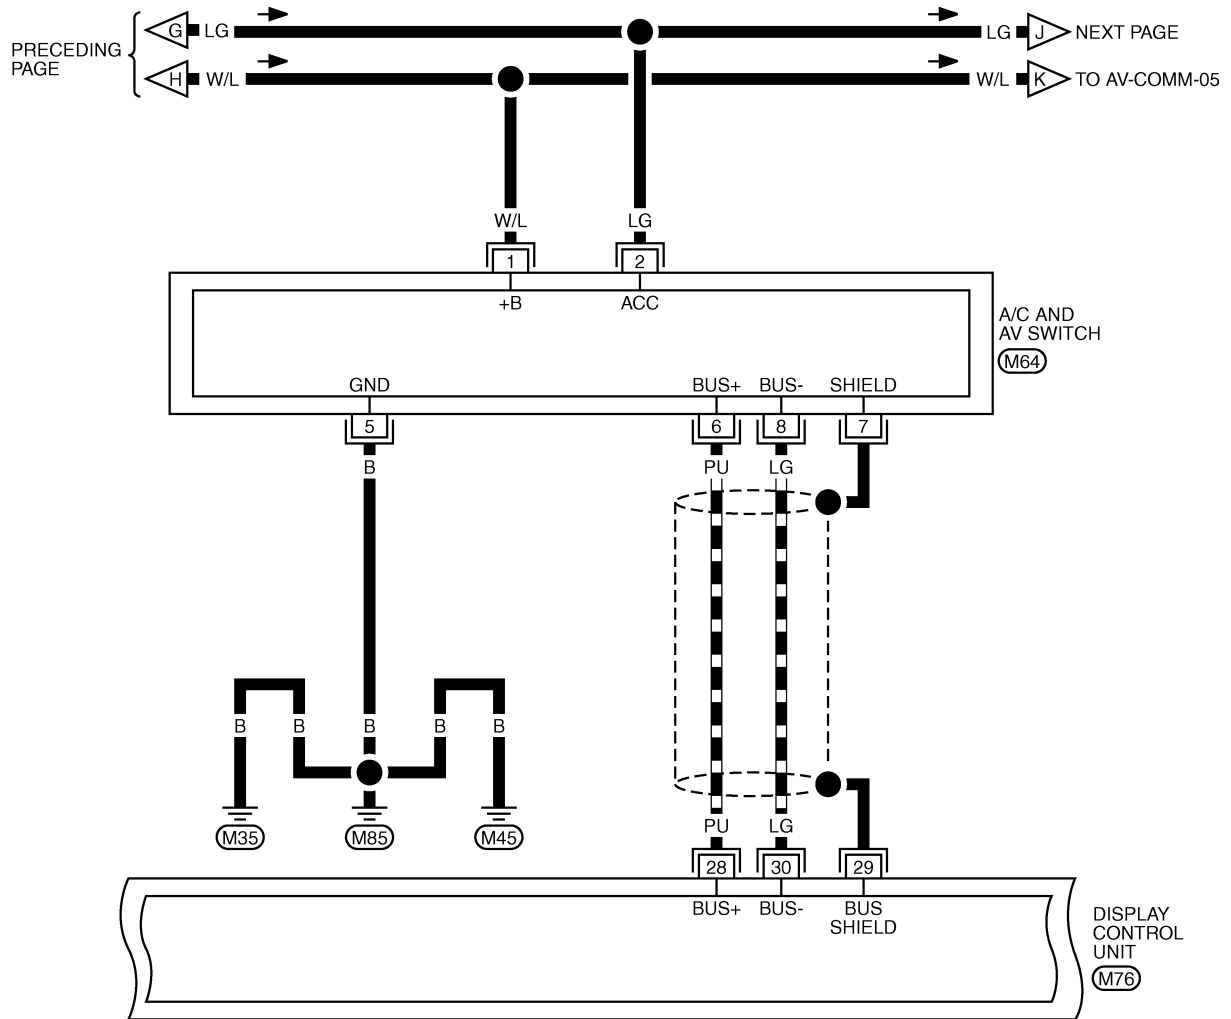 PRECEDING
PAGE
G LG LG J NEXT PAGE
H W/L W/L K TO AV-COMM-05
W/L LG
1 2
+B ACC
A/C AND
AV SWITCH
M64
GND BUS+ BUS- SHIELD
5 6 8 7
B PU LG
B B B B B
M35 M85 M45
PU LG
28 30 29
BUS+ BUS- BUS
SHIELD
DISPLAY
CONTROL
UNIT
M76